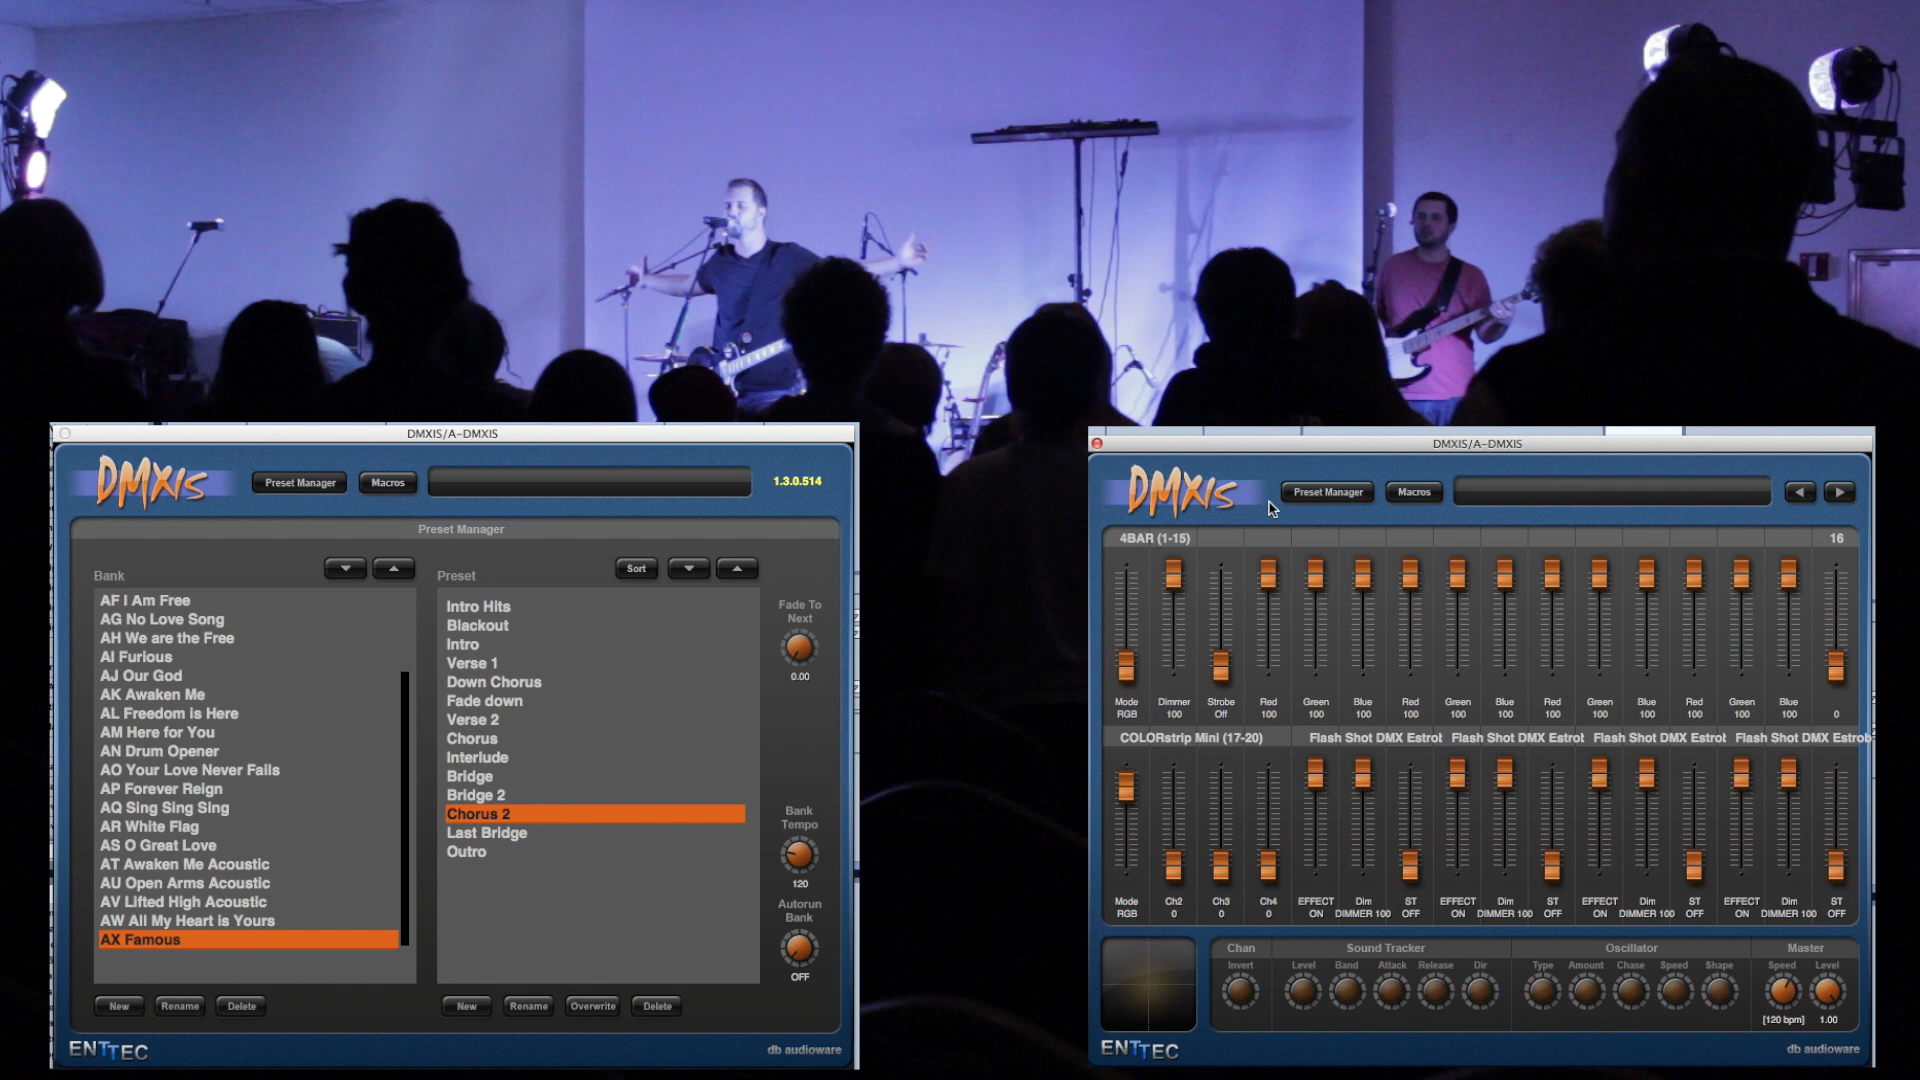 DMXIS/A-DMXIS
DMXIS
Preset Manager
Macros
1.3.0.514
Preset Manager
Bank
Preset
Sort
AF I Am Free
AG No Love Song
AH We are the Free
AI Furious
AJ Our God
AK Awaken Me
AL Freedom is Here
AM Here for You
AN Drum Opener
AO Your Love Never Fails
AP Forever Reign
AQ Sing Sing Sing
AR White Flag
AS O Great Love
AT Awaken Me Acoustic
AU Open Arms Acoustic
AV Lifted High Acoustic
AW All My Heart is Yours
AX Famous
Intro Hits
Blackout
Intro
Verse 1
Down Chorus
Fade down
Verse 2
Chorus
Interlude
Bridge
Bridge 2
Chorus 2
Last Bridge
Outro
Fade To
Next
0.00
Bank
Tempo
120
Autorun
Bank
OFF
New
Rename
Delete
New
Rename
Overwrite
Delete
ENTTEC
db audioware
DMXIS/A-DMXIS
DMXIS
Preset Manager
Macros
4BAR (1-15)
16
Mode Dimmer Strobe Red Green Blue Red Green Blue Red Green Blue Red Green Blue
RGB 100 Off 100 100 100 100 100 100 100 100 100 100 100 100 0
COLORstrip Mini (17-20)
Flash Shot DMX Estrol
Flash Shot DMX Estrol
Flash Shot DMX Estrol
Flash Shot DMX Estrob
Mode Ch2 Ch3 Ch4 EFFECT Dim ST EFFECT Dim ST EFFECT Dim ST EFFECT Dim ST
RGB 0 0 0 ON DIMMER 100 OFF ON DIMMER 100 OFF ON DIMMER 100 OFF ON DIMMER 100 OFF
Chan
Sound Tracker
Oscillator
Master
Invert
Level Band Attack Release Dir
Type Amount Chase Speed Shape
Speed Level
[120 bpm] 1.00
ENTTEC
db audioware